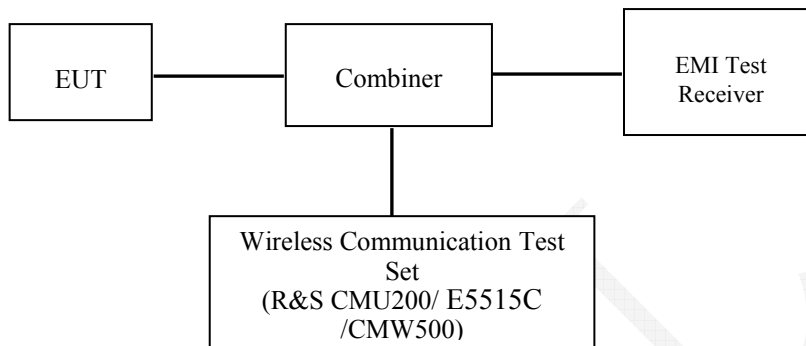 EUT
Combiner
EMI Test
Receiver
Wireless Communication Test
Set
(R&S CMU200/ E5515C
/CMW500)